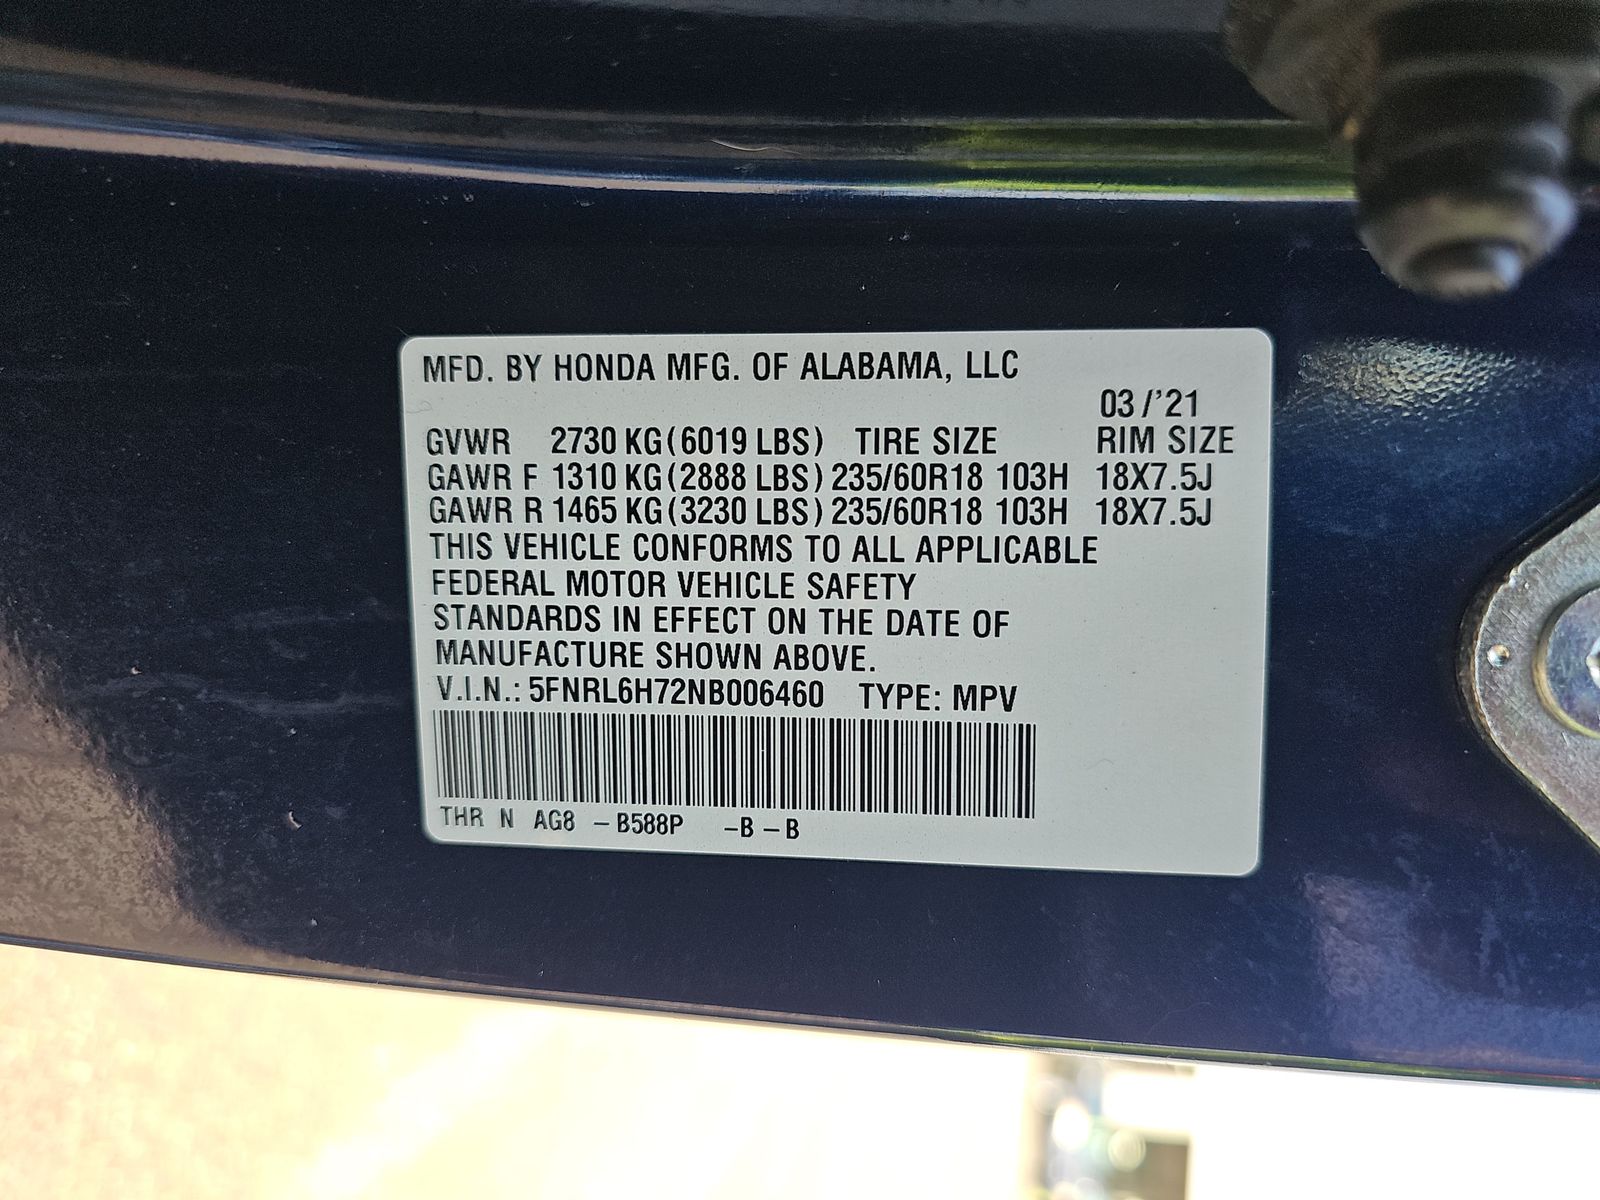 MFD. BY HONDA MFG. OF ALABAMA, LLC
03/'21
GVWR 2730 KG(6019 LBS) TIRE SIZE RIM SIZE
GAWR F 1310 KG(2888 LBS) 235/60R18 103H 18X7.5J
GAWR R 1465 KG(3230 LBS) 235/60R18 103H 18X7.5J
THIS VEHICLE CONFORMS TO ALL APPLICABLE
FEDERAL MOTOR VEHICLE SAFETY
STANDARDS IN EFFECT ON THE DATE OF
MANUFACTURE SHOWN ABOVE.
V.I.N.: 5FNRL6H72NB006460 TYPE: MPV
THR N AG8 - B588P -B - B